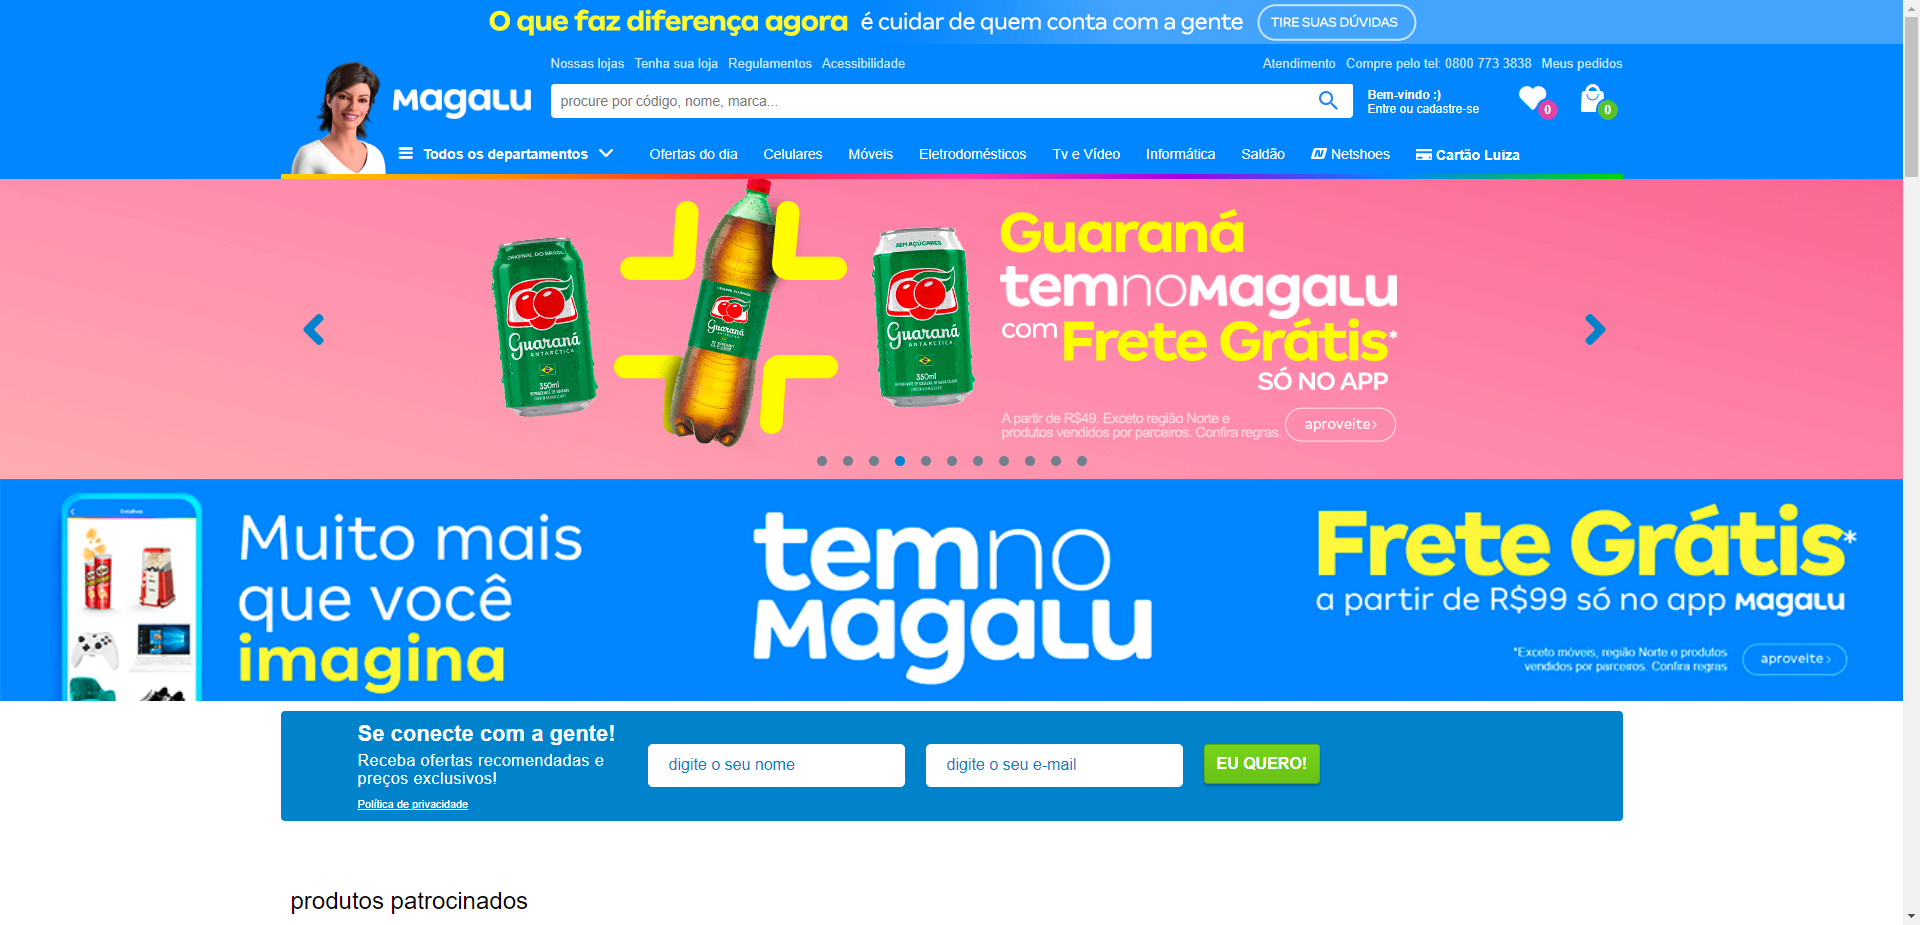 O que faz diferença agora é cuidar de quem conta com a gente TIRE SUAS DÚVIDAS
Nossas lojas Tenha sua loja Regulamentos Acessibilidade Atendimento Compre pelo tel: 0800 773 3838 Meus pedidos
MAGALU
procure por código, nome, marca...
Bem-vindo :)
Entre ou cadastre-se
0
0
Todos os departamentos Ofertas do dia Celulares Móveis Eletrodomésticos Tv e Vídeo Informática Saldão Netshoes Cartão Luiza
ORIGINAL DO BRASIL
Guaraná
ANTARCTICA
350ml
Guaraná
ANTARCTICA
SEM AÇÚCARES
Guaraná
ANTARCTICA
350ml
Guaraná
temnoMagalu
com Frete Grátis*
SÓ NO APP
A partir de R$49. Exceto região Norte e
produtos vendidos por parceiros. Confira regras.
aproveite>
Detalhes
Muito mais
que você
imagina
temno
MAGALU
Frete Grátis*
a partir de R$99 só no app MAGALU
*Exceto móveis, região Norte e produtos
vendidos por parceiros. Confira regras
aproveite>
Se conecte com a gente!
Receba ofertas recomendadas e
preços exclusivos!
Política de privacidade
digite o seu nome
digite o seu e-mail
EU QUERO!
produtos patrocinados